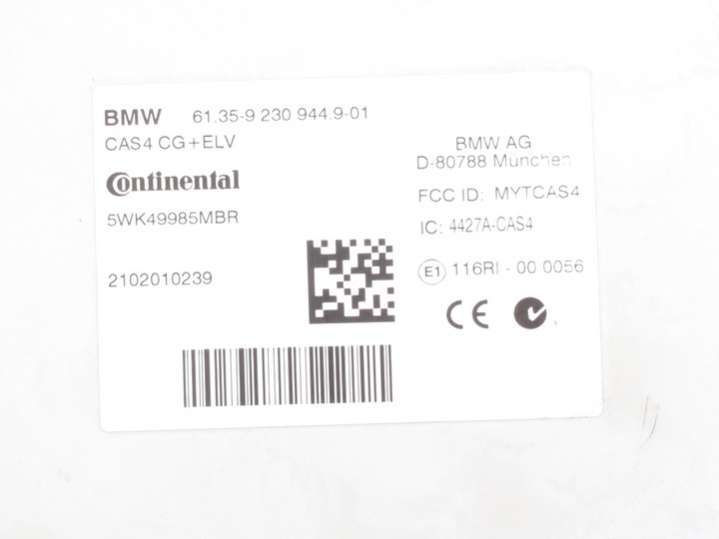 BMW 61.35-9 230 944.9-01
CAS4 CG+ELV
Continental
5WK49985MBR
2102010239
BMW AG
D-80788 Munchen
FCC ID: MYTCAS4
IC: 4427A-CAS4
E1 116RI - 00 0056
CE